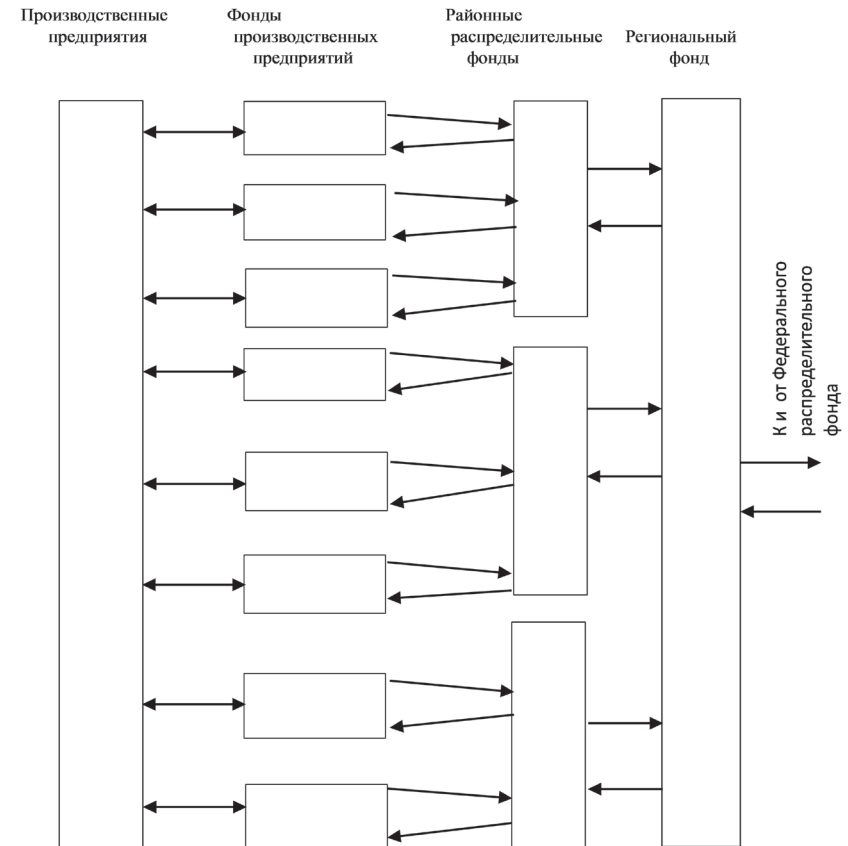 Производственные
предприятия
Фонды
производственных
предприятий
Районные
распределительные
фонды
Региональный
фонд
К и от Федерального
распределительного
фонда